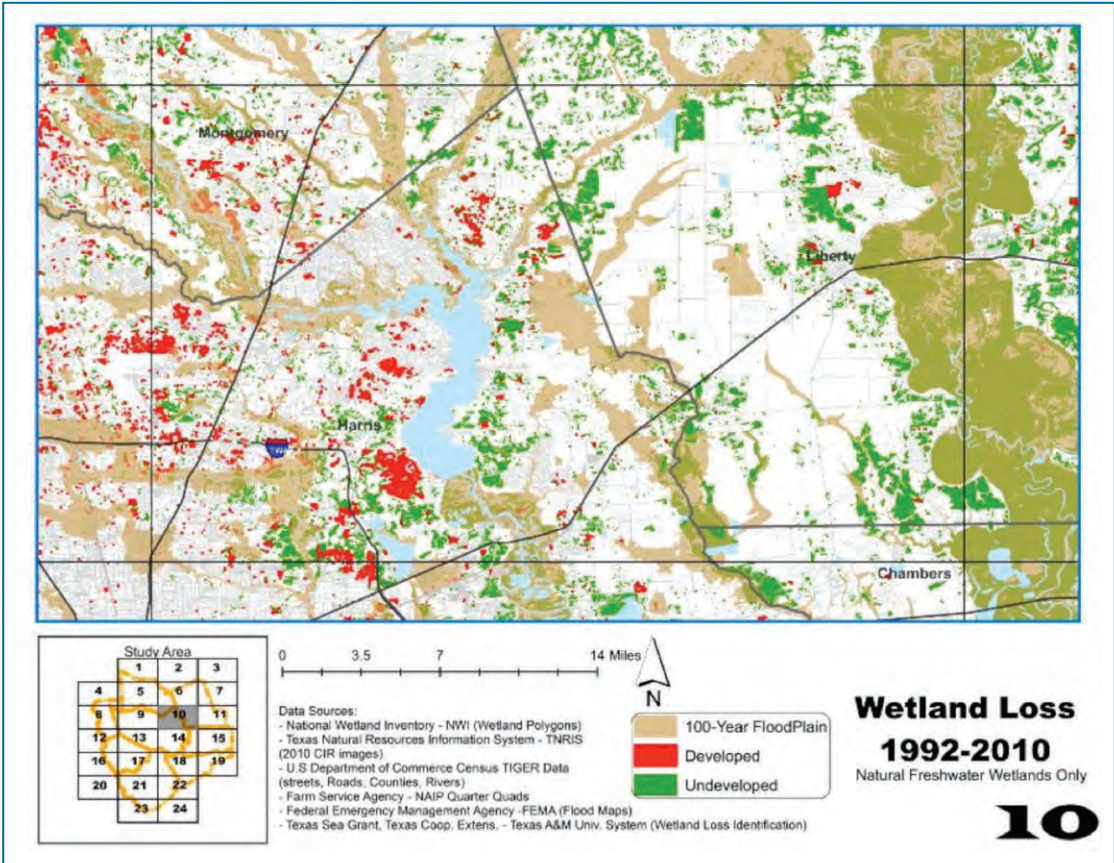 Montgomery
Liberty
Harris
Chambers
Study Area
1 2 3
4 5 6 7
8 9 10 11
12 13 14 15
16 17 18 19
20 21 22
23 24
0 3.5 7 14 Miles
N
Data Sources:
- National Wetland Inventory - NWI (Wetland Polygons)
- Texas Natural Resources Information System - TNRIS
(2010 CIR images)
- U.S Department of Commerce Census TIGER Data
(streets, Roads, Counties, Rivers)
- Farm Service Agency - NAIP Quarter Quads
- Federal Emergency Management Agency -FEMA (Flood Maps)
- Texas Sea Grant, Texas Coop. Extens. - Texas A&M Univ. System (Wetland Loss Identification)
100-Year FloodPlain
Developed
Undeveloped
Wetland Loss
1992-2010
Natural Freshwater Wetlands Only
10